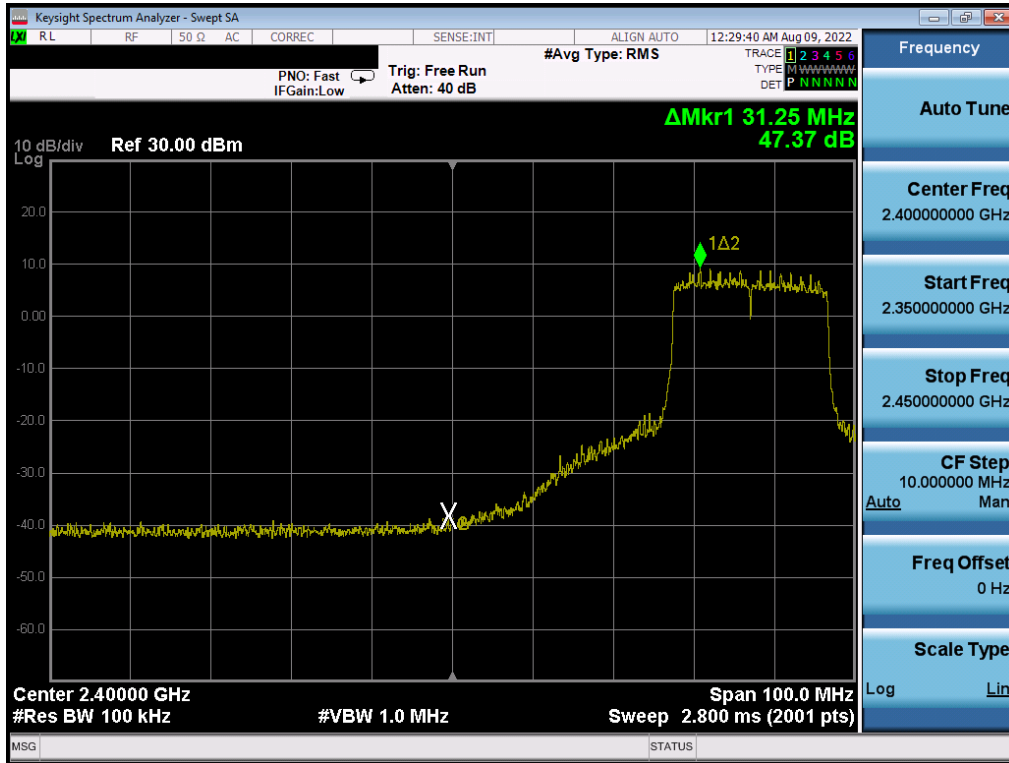 Keysight Spectrum Analyzer - Swept SA
LXI RL RF 50 Ω AC CORREC SENSE:INT ALIGN AUTO 12:29:40 AM Aug 09, 2022
PNO: Fast
IFGain:Low
Trig: Free Run
Atten: 40 dB
#Avg Type: RMS
TRACE 1 2 3 4 5 6
TYPE M WWWWW
DET P N N N N N
ΔMkr1 31.25 MHz
47.37 dB
10 dB/div Ref 30.00 dBm
Log
20.0
10.0
0.00
-10.0
-20.0
-30.0
-40.0
-50.0
-60.0
1Δ2
X
Center 2.40000 GHz Span 100.0 MHz
#Res BW 100 kHz #VBW 1.0 MHz Sweep 2.800 ms (2001 pts)
MSG STATUS
Frequency
Auto Tune
Center Freq
2.400000000 GHz
Start Freq
2.350000000 GHz
Stop Freq
2.450000000 GHz
CF Step
10.000000 MHz
Auto Man
Freq Offset
0 Hz
Scale Type
Log Lin